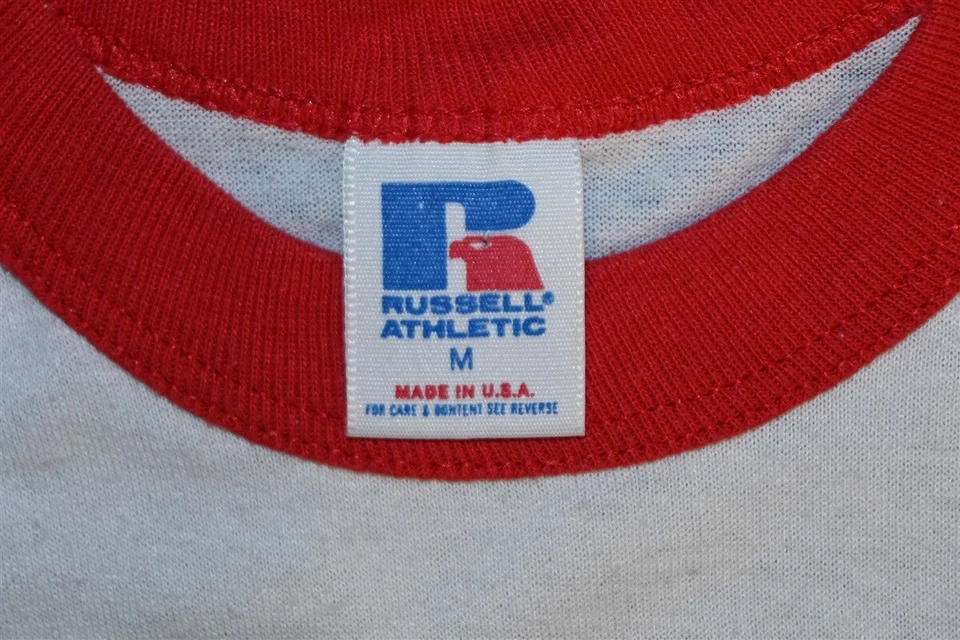 R
RUSSELL®
ATHLETIC
M
MADE IN U.S.A.
FOR CARE & CONTENT SEE REVERSE